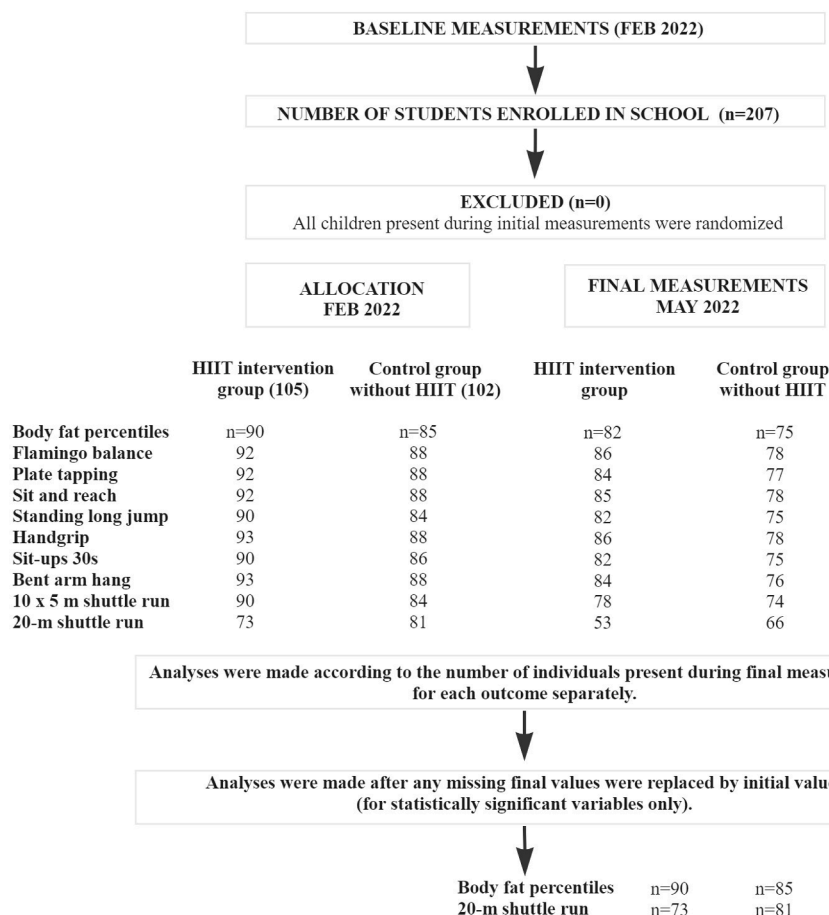 BASELINE MEASUREMENTS (FEB 2022)
NUMBER OF STUDENTS ENROLLED IN SCHOOL (n=207)
EXCLUDED (n=0)
All children present during initial measurements were randomized
ALLOCATION
FEB 2022
FINAL MEASUREMENTS
MAY 2022
HIIT intervention
group (105)
Control group
without HIIT (102)
HIIT intervention
group
Control group
without HIIT
Body fat percentiles n=90 n=85 n=82 n=75
Flamingo balance 92 88 86 78
Plate tapping 92 88 84 77
Sit and reach 92 88 85 78
Standing long jump 90 84 82 75
Handgrip 93 88 86 78
Sit-ups 30s 90 86 82 75
Bent arm hang 93 88 84 76
10 x 5 m shuttle run 90 84 78 74
20-m shuttle run 73 81 53 66
Analyses were made according to the number of individuals present during final
for each outcome separately.
Analyses were made after any missing final values were replaced by initial
(for statistically significant variables only).
Body fat percentiles n=90 n=85
20-m shuttle run n=73 n=81